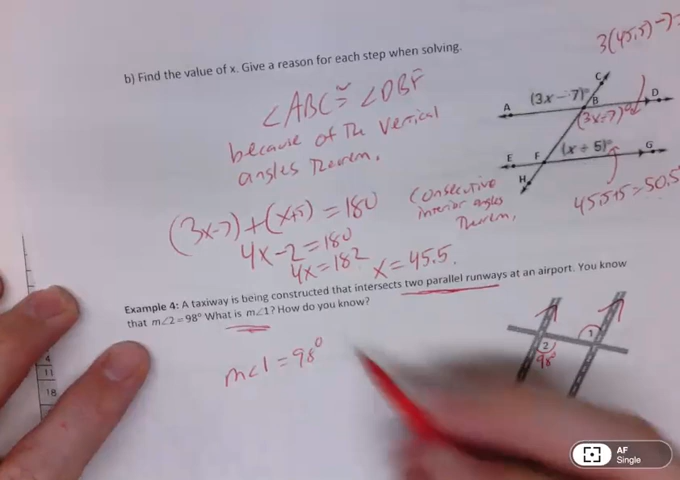 3(45.5)-7
b) Find the value of x. Give a reason for each step when solving.
∠ABC ≅ ∠DBF
because of The Vertical
angles Theorem.
C
A
(3x - 7)°
B
D
(3x-7)°
E
F
(x + 5)°
G
H
45.5+5=50.5
(3x-7)+(x+5)=180
Consecutive
interior angles
Theorem.
4x-2=180
4x=182
x=45.5.
Example 4: A taxiway is being constructed that intersects two parallel runways at an airport. You know
that m∠2=98° What is m∠1? How do you know?
m∠1=98°
2
98°
1
4
11
18
AF
Single